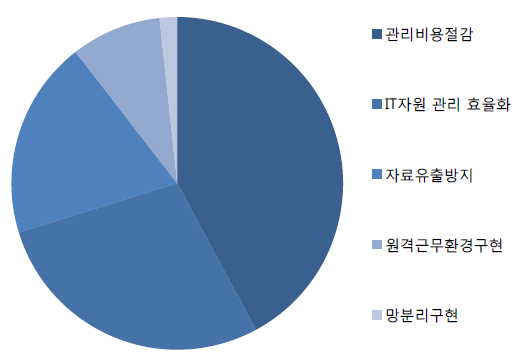 관리비용절감
IT자원 관리 효율화
자료유출방지
원격근무환경구현
망분리구현